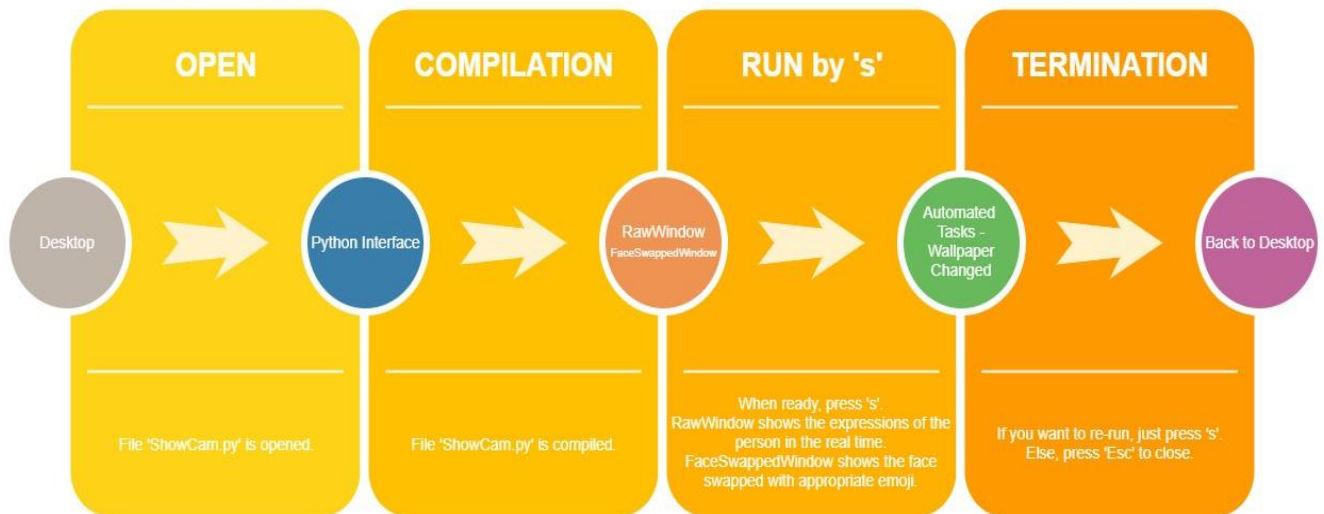 OPEN
COMPILATION
RUN by 's'
TERMINATION
Desktop
Python Interface
RawWindow
FaceSwappedWindow
Automated
Tasks -
Wallpaper
Changed
Back to Desktop
File 'ShowCam.py' is opened.
File 'ShowCam.py' is compiled.
When ready, press 's'.
RawWindow shows the expressions of the
person in the real time.
FaceSwappedWindow shows the face
swapped with appropriate emoji.
If you want to re-run, just press 's'.
Else, press 'Esc' to close.